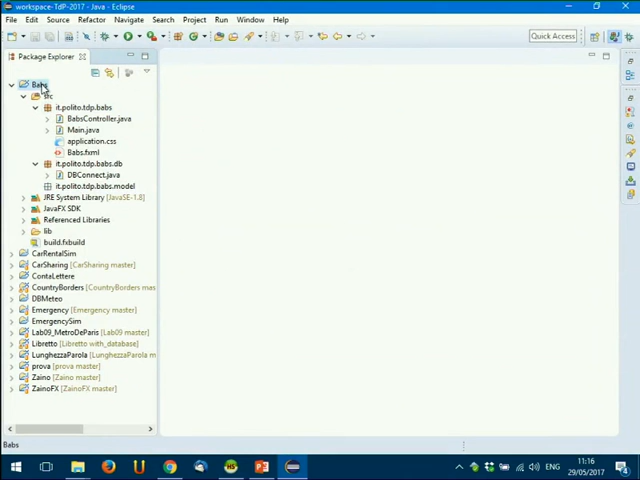 workspace-TdP-2017 - Java - Eclipse
File Edit Source Refactor Navigate Search Project Run Window Help
Quick Access
Package Explorer
Babs
src
it.polito.tdp.babs
BabsController.java
Main.java
application.css
Babs.fxml
it.polito.tdp.babs.db
DBConnect.java
it.polito.tdp.babs.model
JRE System Library [JavaSE-1.8]
JavaFX SDK
Referenced Libraries
lib
build.fxbuild
CarRentalSim
CarSharing [CarSharing master]
ContaLettere
CountryBorders [CountryBorders mas
DBMeteo
Emergency [Emergency master]
EmergencySim
Lab09_MetroDeParis [Lab09 master]
Libretto [Libretto with_database]
LunghezzaParola [LunghezzaParola m
prova [prova master]
Zaino [Zaino master]
ZainoFX [ZainoFX master]
Babs
ENG
11:16
29/05/2017